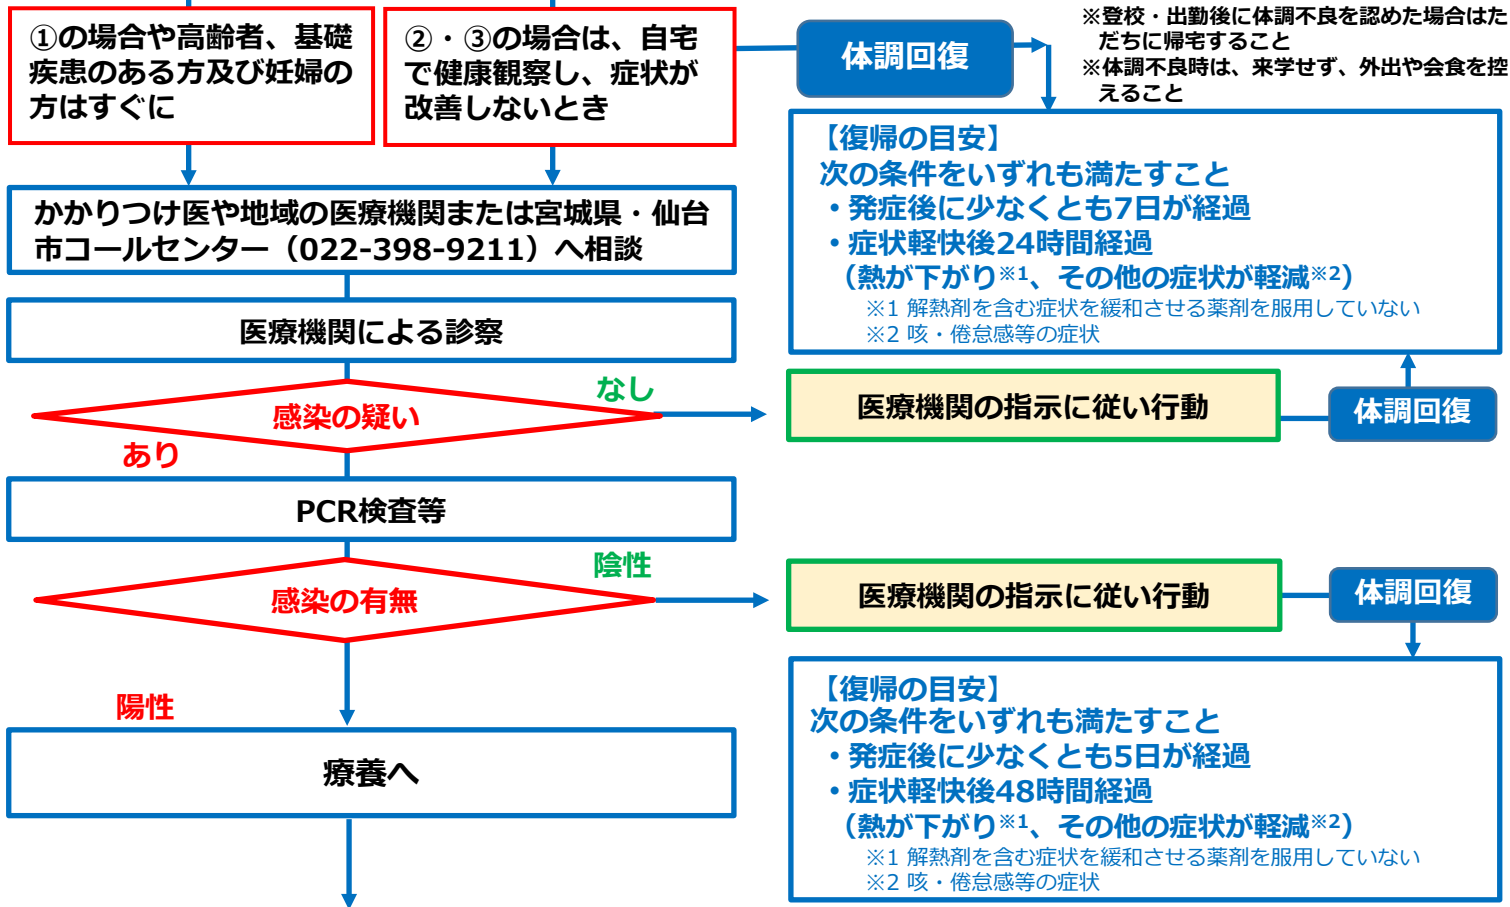 ①の場合や高齢者、基礎
疾患のある方及び妊婦の
方はすぐに
②・③の場合は、自宅
で健康観察し、症状が
改善しないとき
体調回復
※登校・出勤後に体調不良を認めた場合はた
だちに帰宅すること
※体調不良時は、来学せず、外出や会食を控
えること
【復帰の目安】
次の条件をいずれも満たすこと
・発症後に少なくとも7日が経過
・症状軽快後24時間経過
（熱が下がり※1、その他の症状が軽減※2）
※1 解熱剤を含む症状を緩和させる薬剤を服用していない
※2 咳・倦怠感等の症状
かかりつけ医や地域の医療機関または宮城県・仙台
市コールセンター（022-398-9211）へ相談
医療機関による診察
感染の疑い
なし
医療機関の指示に従い行動
体調回復
あり
PCR検査等
感染の有無
陰性
医療機関の指示に従い行動
体調回復
陽性
療養へ
【復帰の目安】
次の条件をいずれも満たすこと
・発症後に少なくとも5日が経過
・症状軽快後48時間経過
（熱が下がり※1、その他の症状が軽減※2）
※1 解熱剤を含む症状を緩和させる薬剤を服用していない
※2 咳・倦怠感等の症状